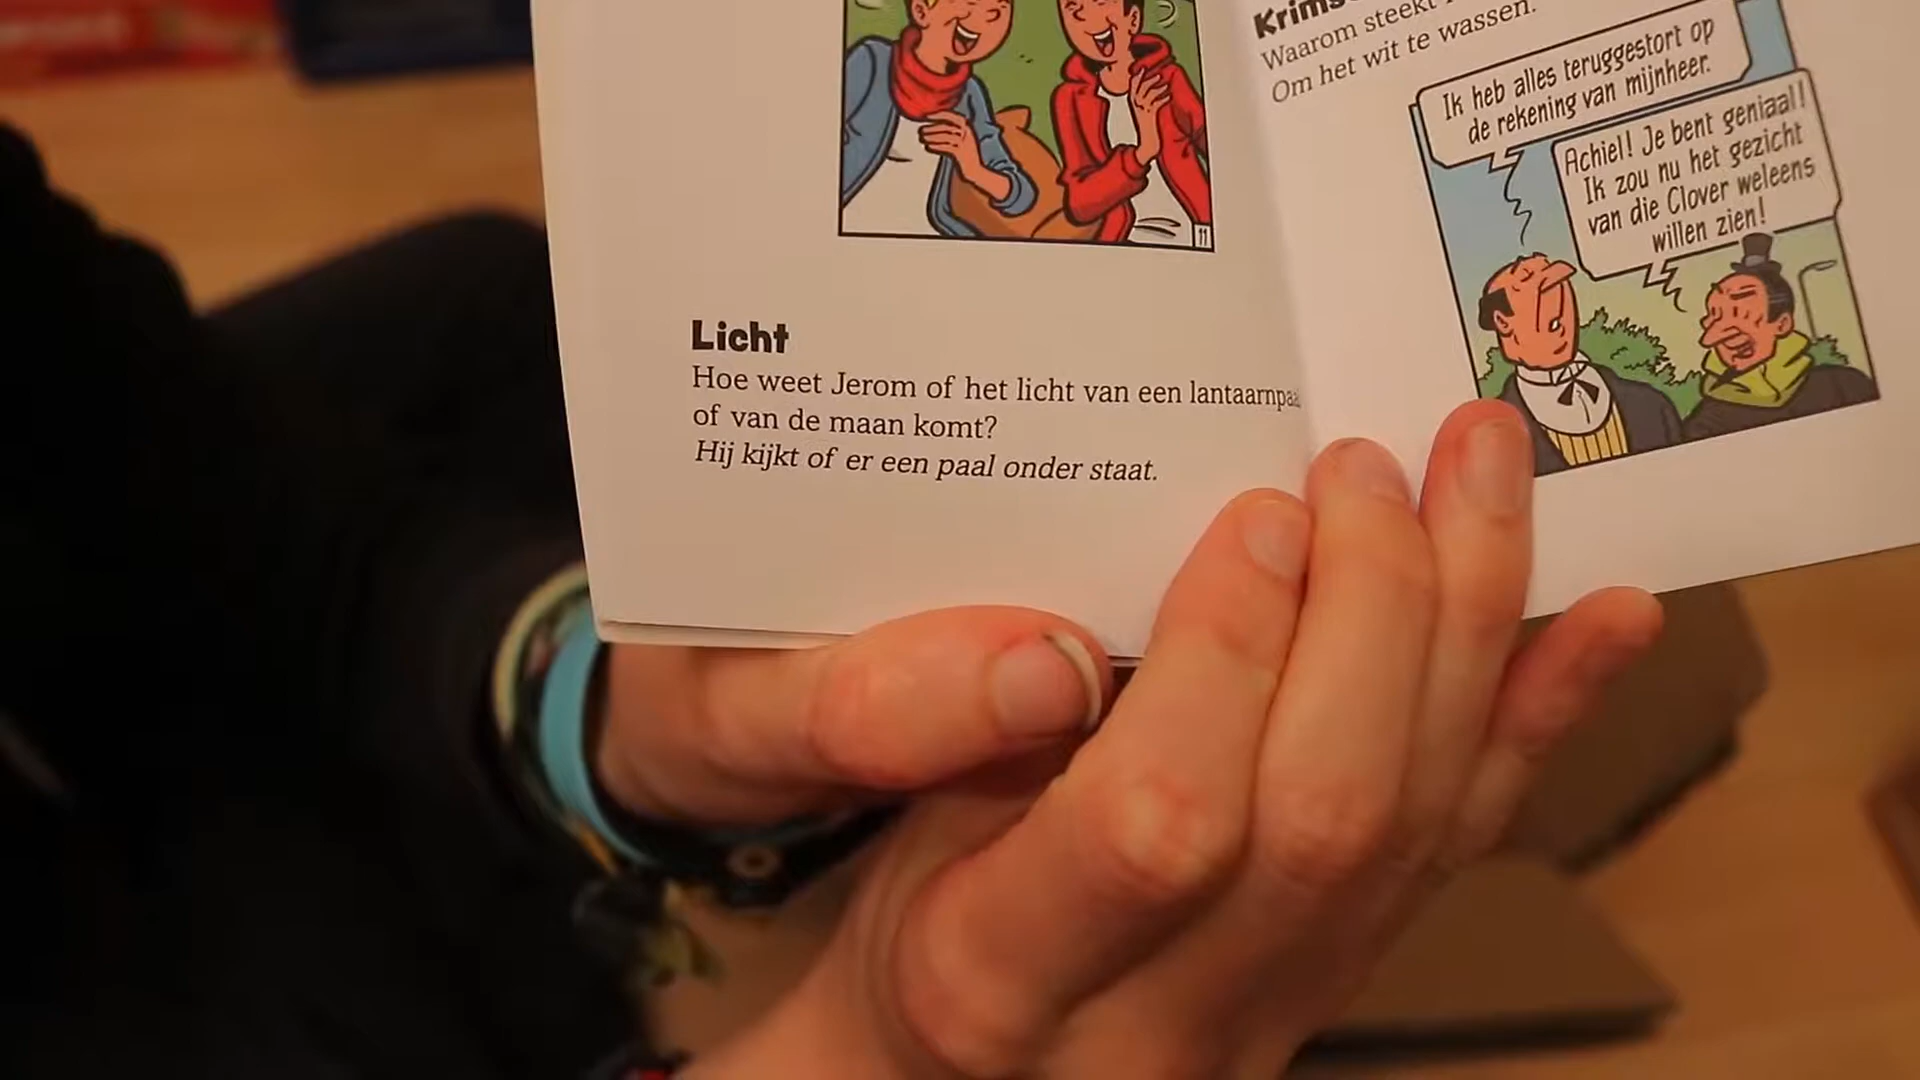 11
Licht
Hoe weet Jerom of het licht van een lantaarnpaal
of van de maan komt?
Hij kijkt of er een paal onder staat.
Waarom steekt
Om het wit te wassen.
Ik heb alles teruggestort op
de rekening van mijnheer.
Achiel! Je bent geniaal!
Ik zou nu het gezicht
van die Clover weleens
willen zien!